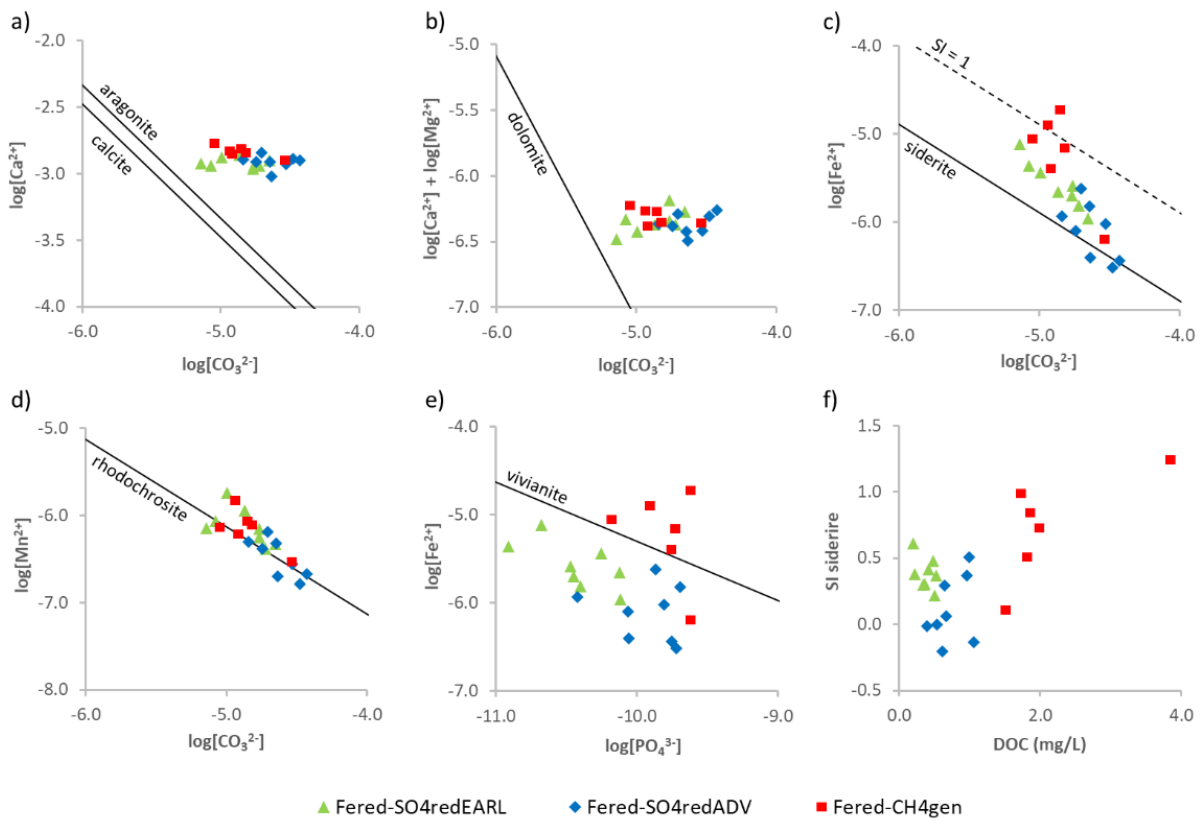 a)
-2.0
-2.5
-3.0
-3.5
-4.0
log[Ca²⁺]
aragonite
calcite
-6.0 -5.0 -4.0
log[CO₃²⁻]
b)
-5.0
-5.5
-6.0
-6.5
-7.0
log[Ca²⁺] + log[Mg²⁺]
dolomite
-6.0 -5.0 -4.0
log[CO₃²⁻]
c)
-4.0
-5.0
-6.0
-7.0
log[Fe²⁺]
SI = 1
siderite
-6.0 -5.0 -4.0
log[CO₃²⁻]
d)
-5.0
-6.0
-7.0
-8.0
log[Mn²⁺]
rhodochrosite
-6.0 -5.0 -4.0
log[CO₃²⁻]
e)
-4.0
-5.0
-6.0
-7.0
log[Fe²⁺]
vivianite
-11.0 -10.0 -9.0
log[PO₄³⁻]
f)
1.5
1.0
0.5
0.0
-0.5
SI siderire
0.0 2.0 4.0
DOC (mg/L)
Fered-SO4redEARL Fered-SO4redADV Fered-CH4gen